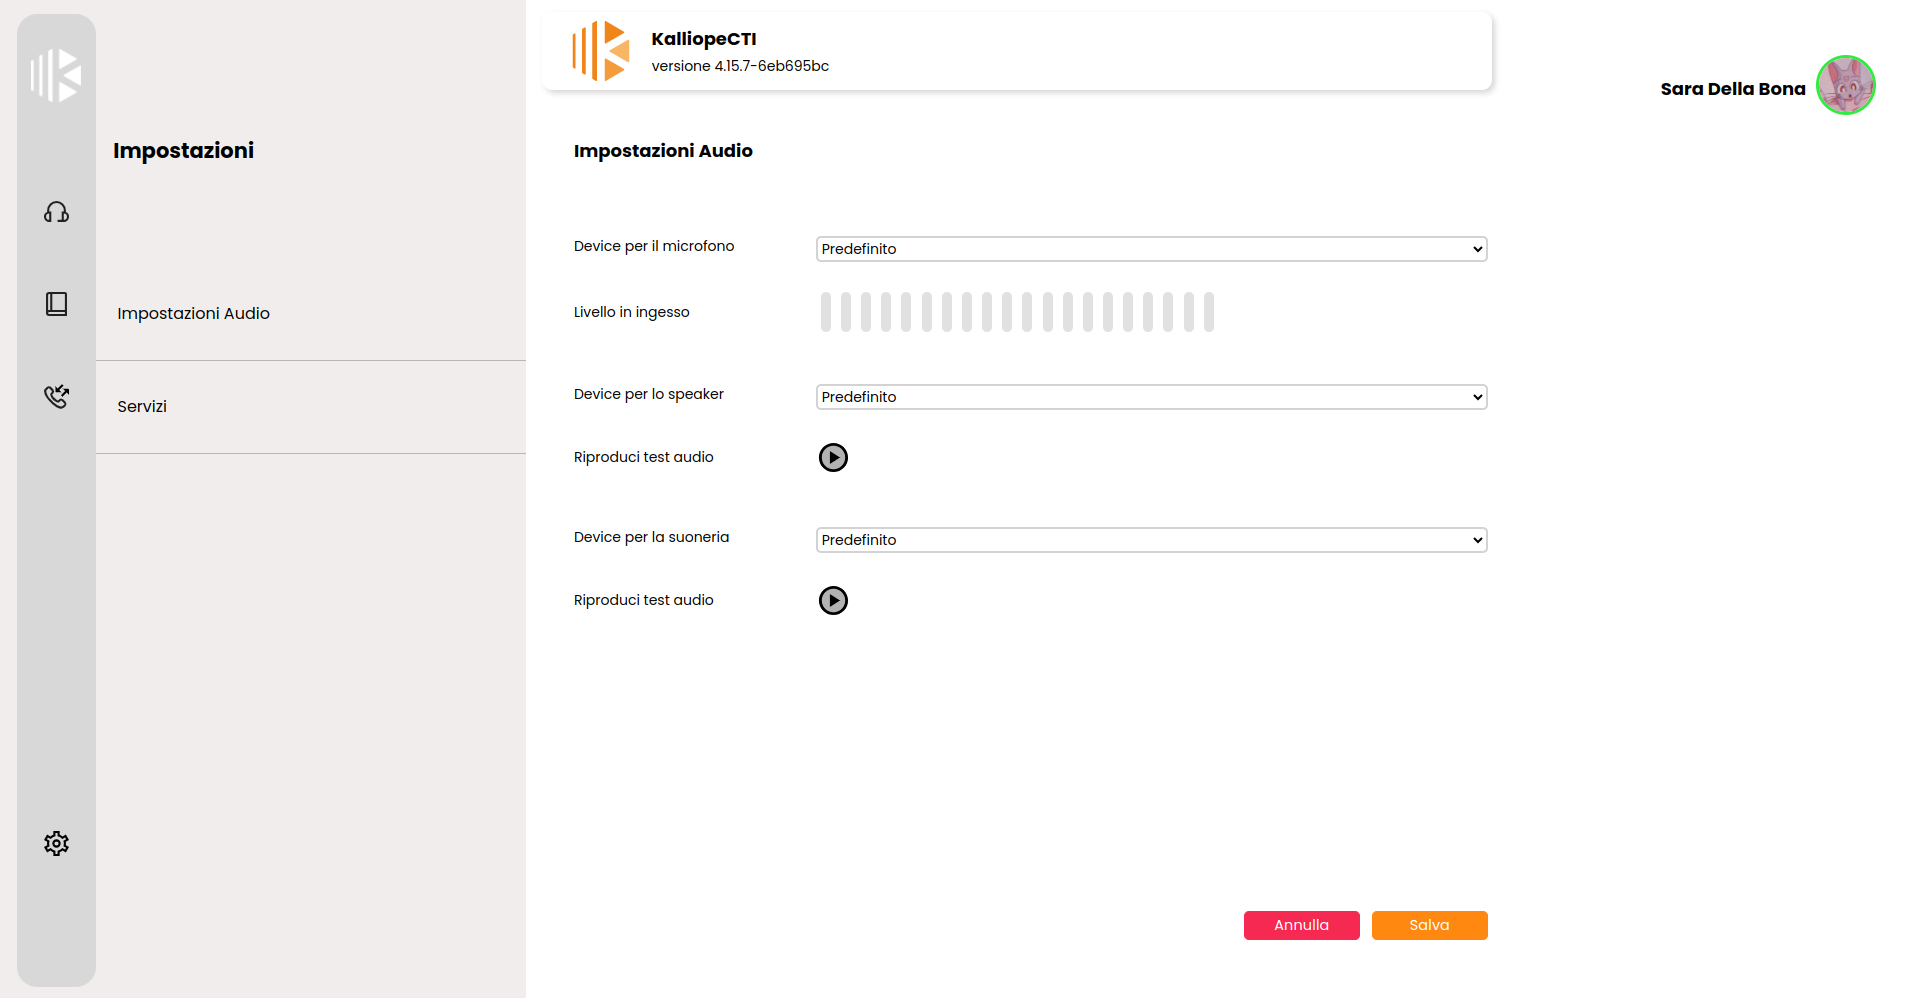 KalliopeCTI
versione 4.15.7-6eb695bc
Sara Della Bona
Impostazioni
Impostazioni Audio
Servizi
Impostazioni Audio
Device per il microfono
Predefinito
Livello in ingesso
Device per lo speaker
Predefinito
Riproduci test audio
Device per la suoneria
Predefinito
Riproduci test audio
Annulla
Salva